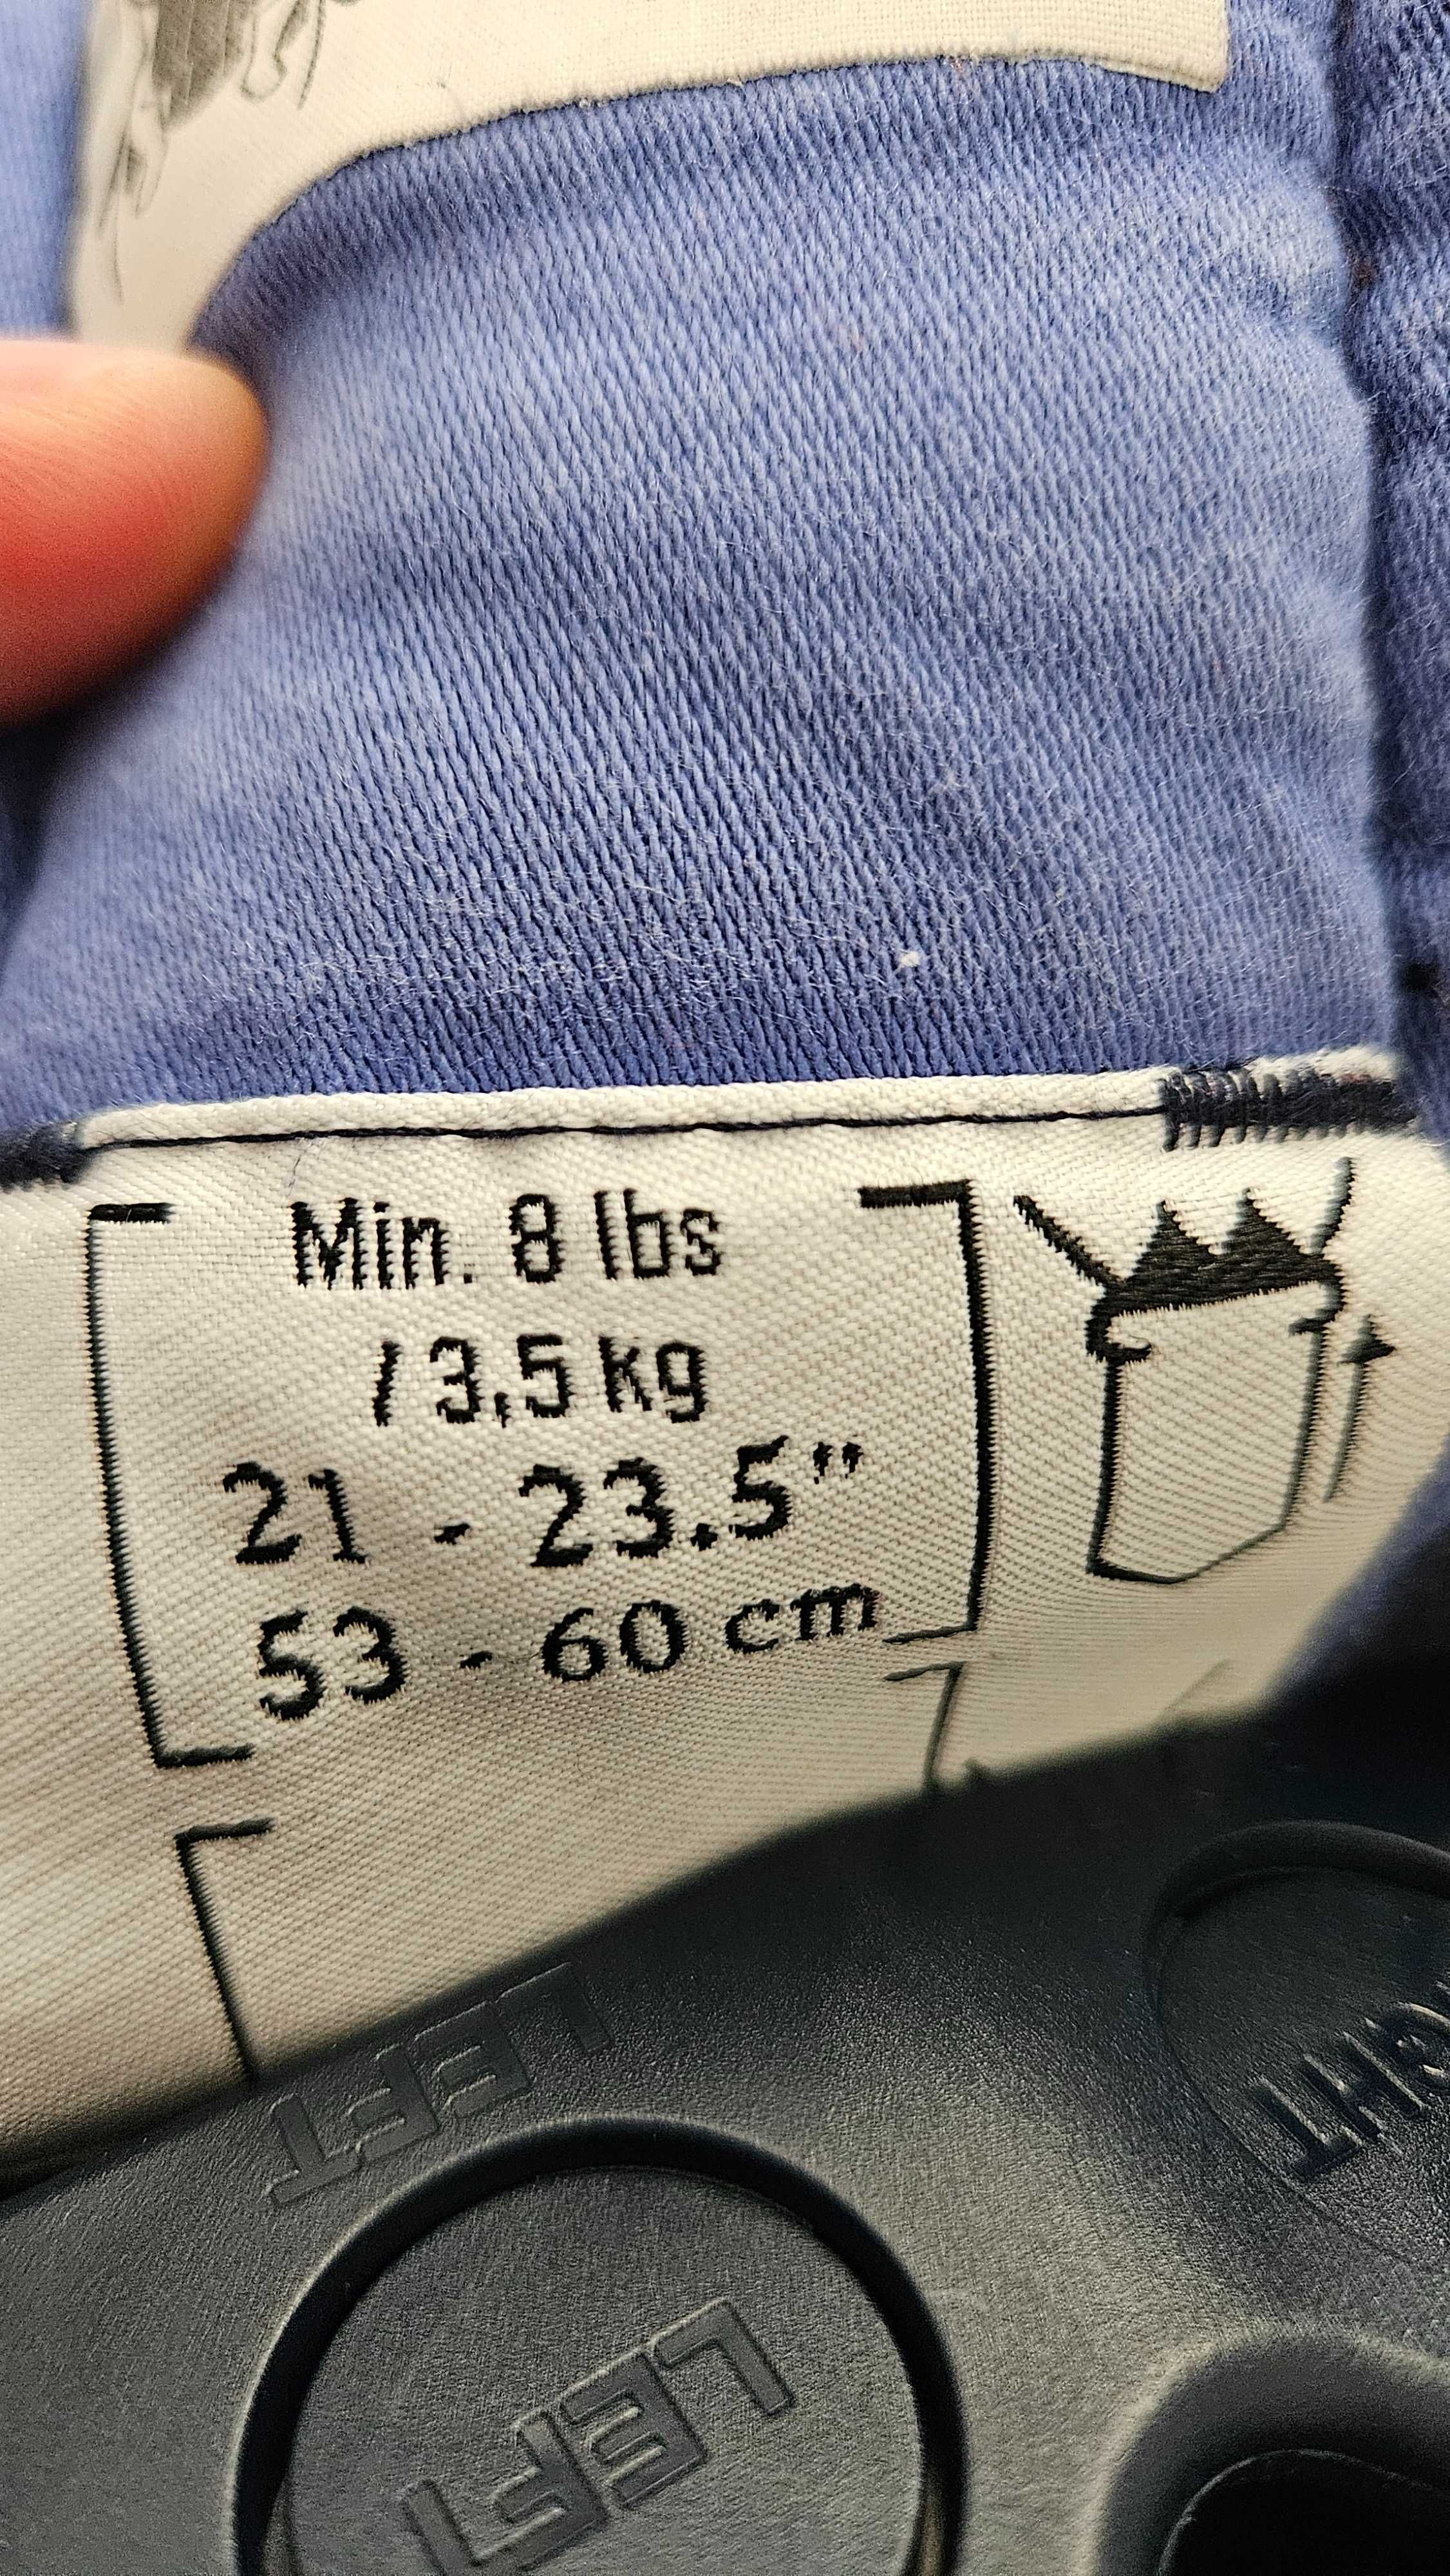 Min. 8 lbs
/ 3,5 kg
21 - 23.5"
53 - 60 cm
LEFT
LEFT